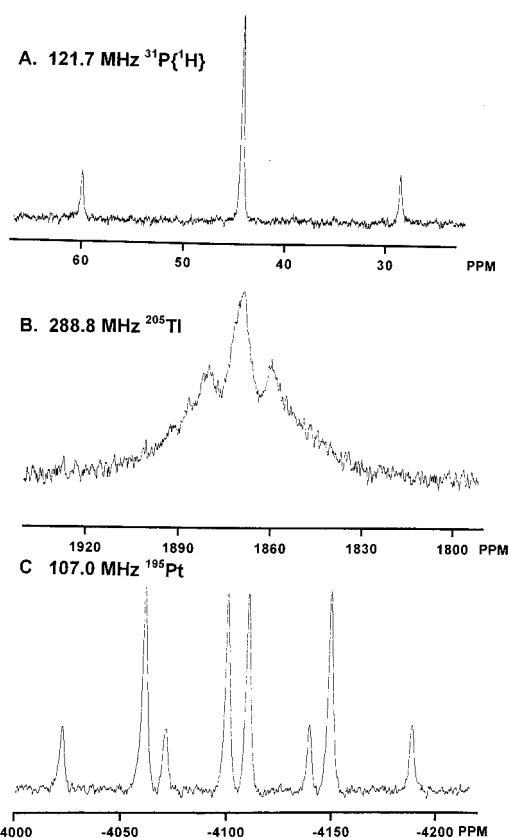 A. 121.7 MHz ³¹P{¹H}
60 50 40 30 PPM
B. 288.8 MHz ²⁰⁵Tl
1920 1890 1860 1830 1800 PPM
C 107.0 MHz ¹⁹⁵Pt
-4000 -4050 -4100 -4150 -4200 PPM